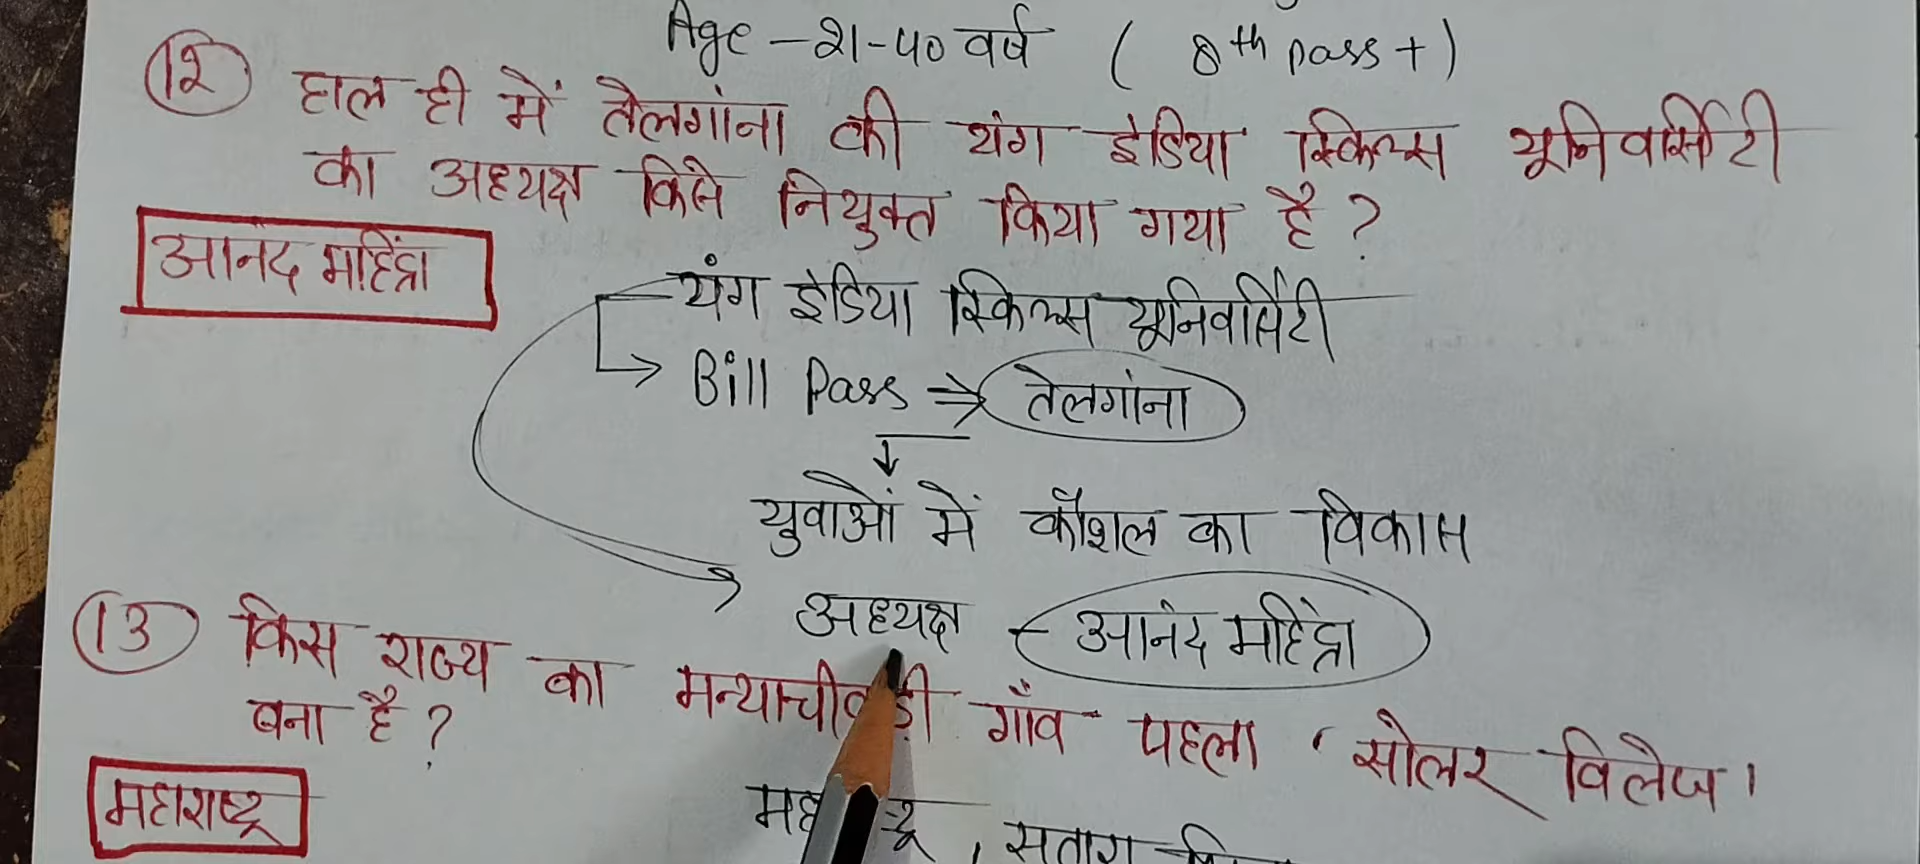 Age - 21-40 वर्ष ( 8th pass + )
12 हाल ही में तेलगांना की यंग इंडिया स्किल्स यूनिवर्सिटी
का अध्यक्ष किसे नियुक्त किया गया है ?
आनंद महिंद्रा
यंग इंडिया स्किल्स यूनिवर्सिटी
→ Bill Pass ⇒ तेलगांना
↓
युवाओं में कौशल का विकास
अध्यक्ष - आनंद महिंद्रा
13 किस राज्य का मन्याचीवाड़ी गाँव पहला ' सोलर विलेज '
बना है ?
महाराष्ट्र
, सतारा